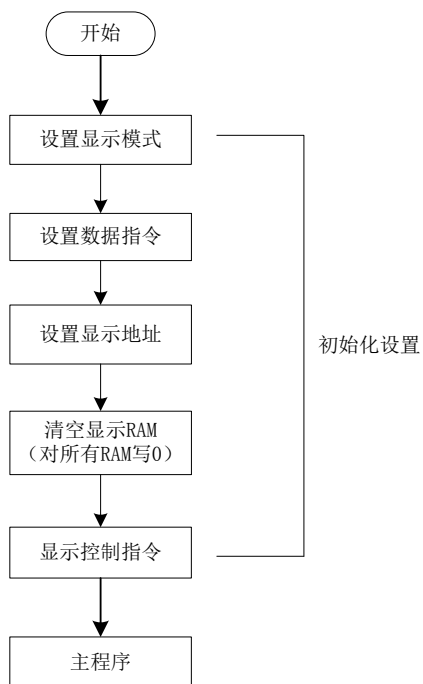 开始
设置显示模式
设置数据指令
设置显示地址
清空显示RAM
（对所有RAM写0）
显示控制指令
主程序
初始化设置